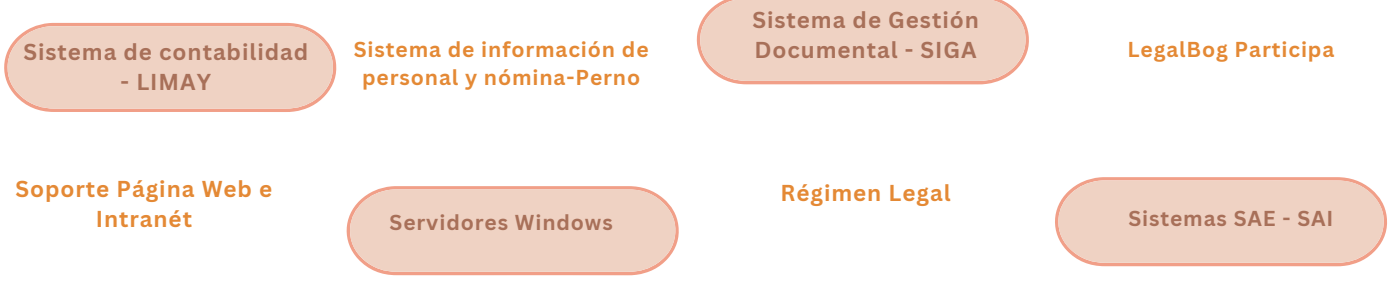 Sistema de contabilidad
- LIMAY
Sistema de información de
personal y nómina-Perno
Sistema de Gestión
Documental - SIGA
LegalBog Participa
Soporte Página Web e
Intranét
Servidores Windows
Régimen Legal
Sistemas SAE - SAI